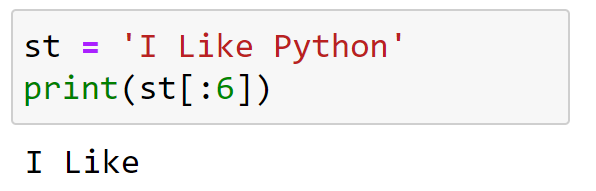 st = 'I Like Python'
print(st[:6])
I Like